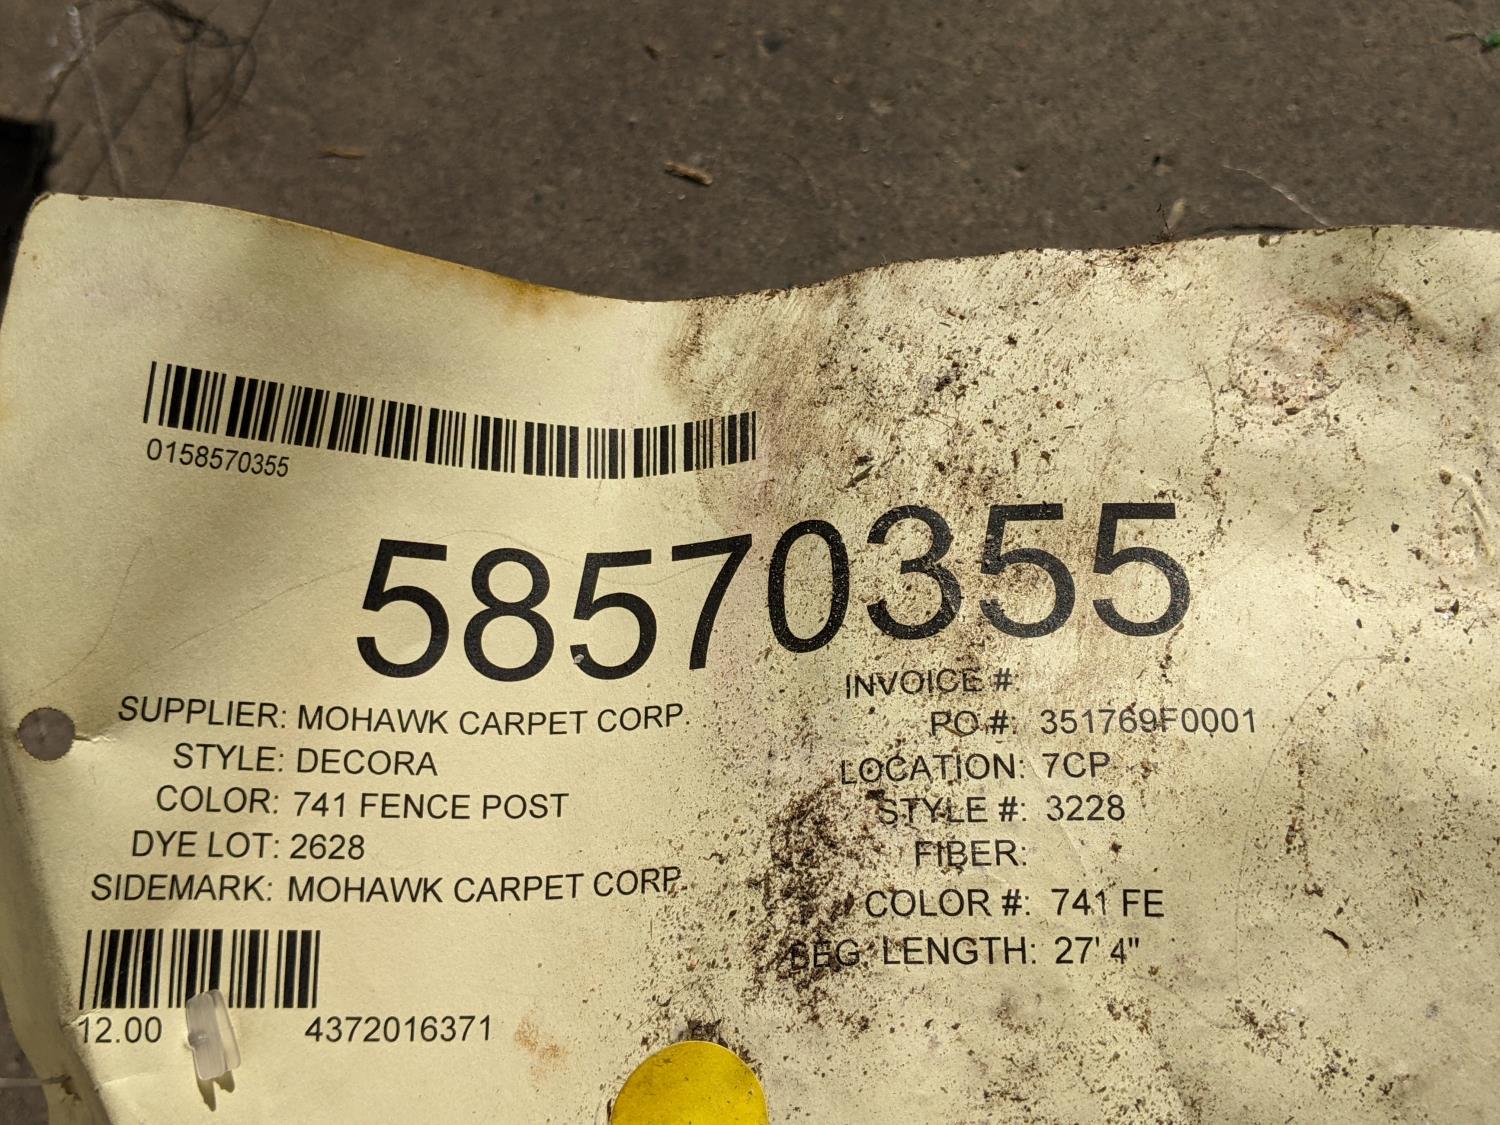 0158570355
58570355
SUPPLIER: MOHAWK CARPET CORP.
STYLE: DECORA
COLOR: 741 FENCE POST
DYE LOT: 2628
SIDEMARK: MOHAWK CARPET CORP.
12.00
4372016371
INVOICE #:
PO #: 351769F0001
LOCATION: 7CP
STYLE #: 3228
FIBER:
COLOR #: 741 FE
BEG. LENGTH: 27' 4"